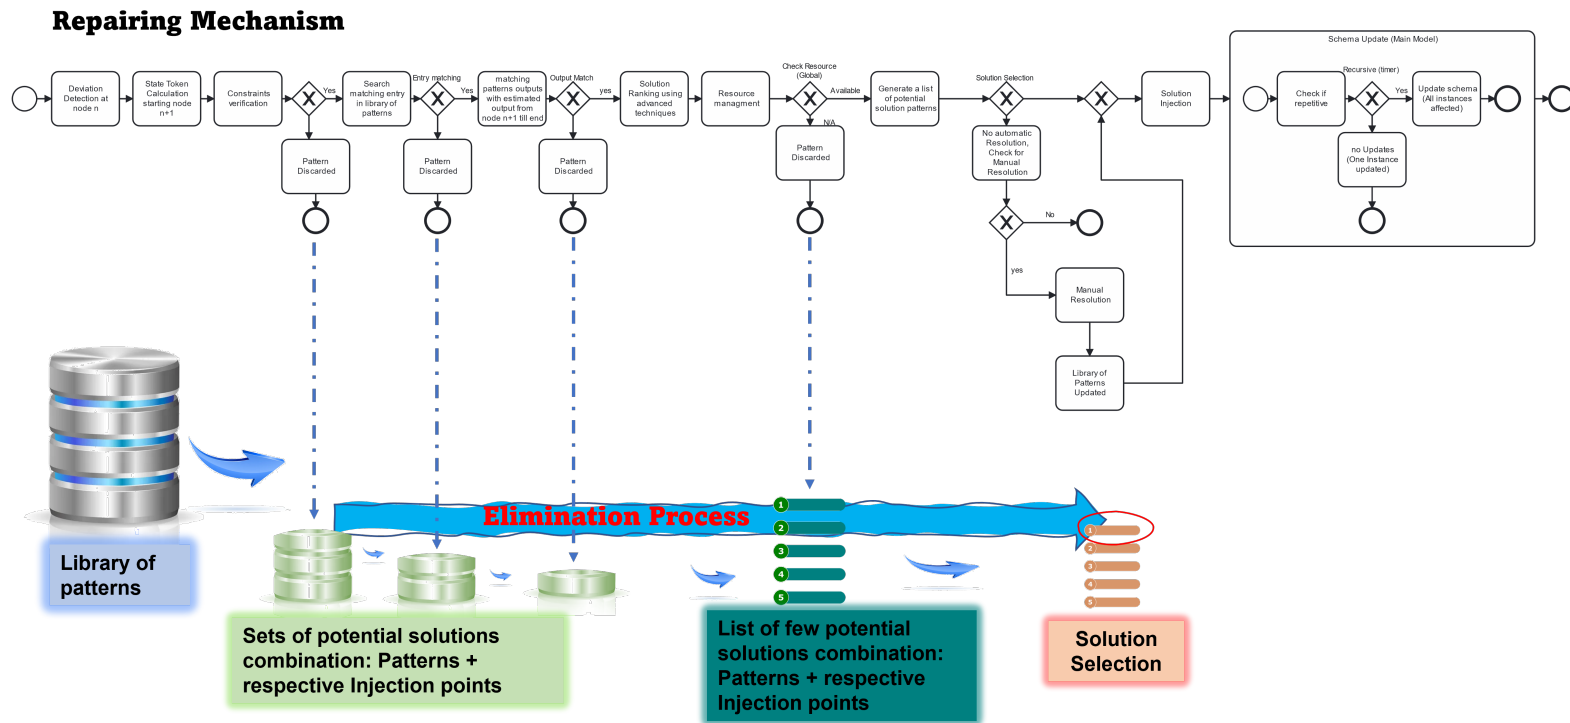 Repairing Mechanism
Schema Update (Main Model)
Deviation
Detection at
node n
State Token
Calculation
starting node
n+1
Constraints
verification
X
Yes
Search
matching entry
in library of
patterns
Entry matching
X
Yes
matching
patterns outputs
with estimated
output from
node n+1 till end
Output Match
X
yes
Solution
Ranking using
advanced
techniques
Resource
managment
Check Resource
(Global)
X
Available
N/A
Generate a list
of potential
solution patterns
Solution Selection
X
X
Solution
Injection
Check if
repetitive
Recursive (timer)
X
Yes
Update schema
(All instances
affected)
no Updates
(One Instance
updated)
Pattern
Discarded
Pattern
Discarded
Pattern
Discarded
Pattern
Discarded
No automatic
Resolution,
Check for
Manual
Resolution
X
No
yes
Manual
Resolution
Library of
Patterns
Updated
Elimination Process
1
2
3
4
5
1
2
3
4
5
Library of
patterns
Sets of potential solutions
combination: Patterns +
respective Injection points
List of few potential
solutions combination:
Patterns + respective
Injection points
Solution
Selection